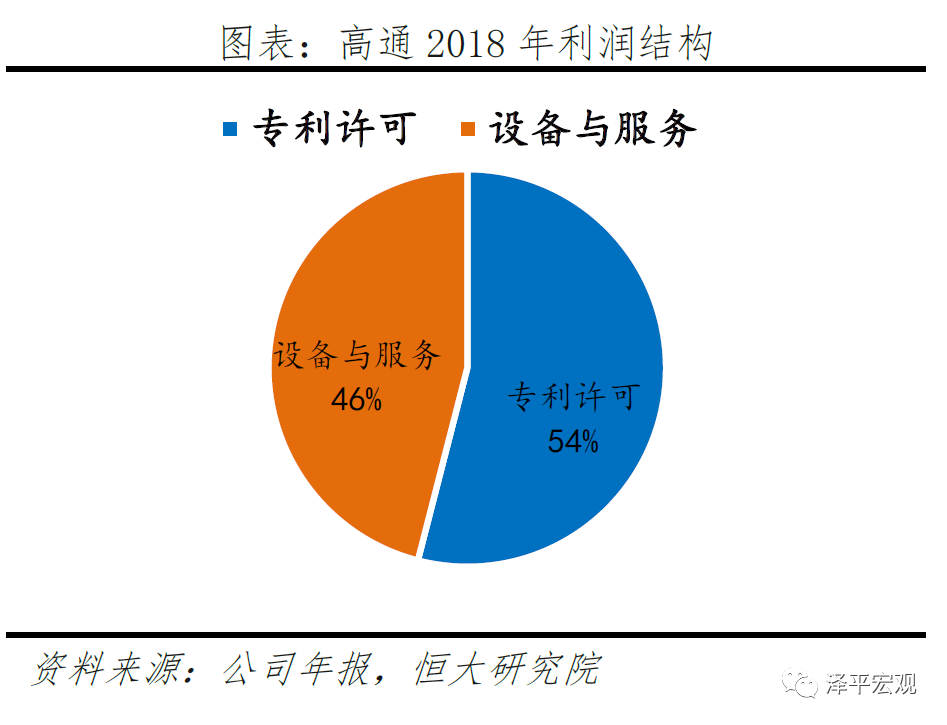 图表：高通 2018 年利润结构
专利许可 设备与服务
设备与服务
46%
专利许可
54%
资料来源：公司年报，恒大研究院
泽平宏观